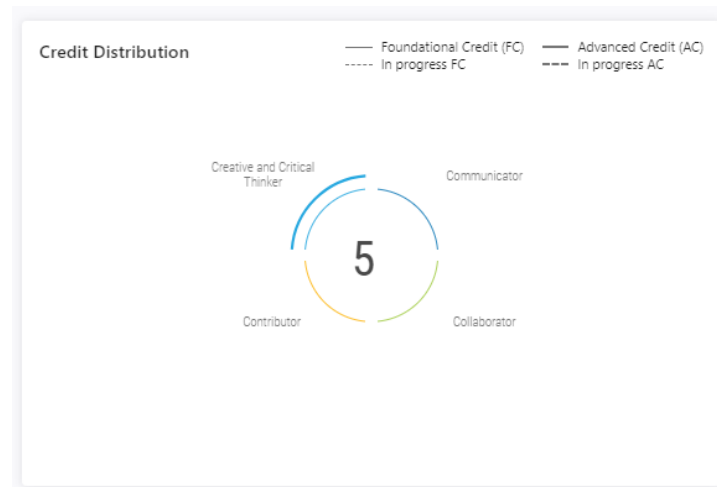 Credit Distribution
Foundational Credit (FC)
Advanced Credit (AC)
In progress FC
In progress AC
Creative and Critical
Thinker
Communicator
5
Contributor
Collaborator